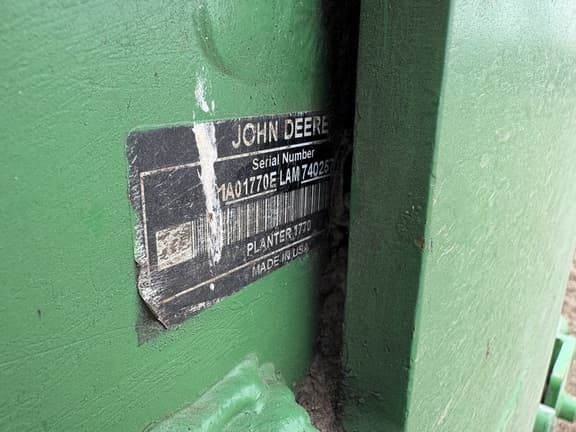 JOHN DEERE
Serial Number
1A01770E LAM 74025
PLANTER 1770
MADE IN USA